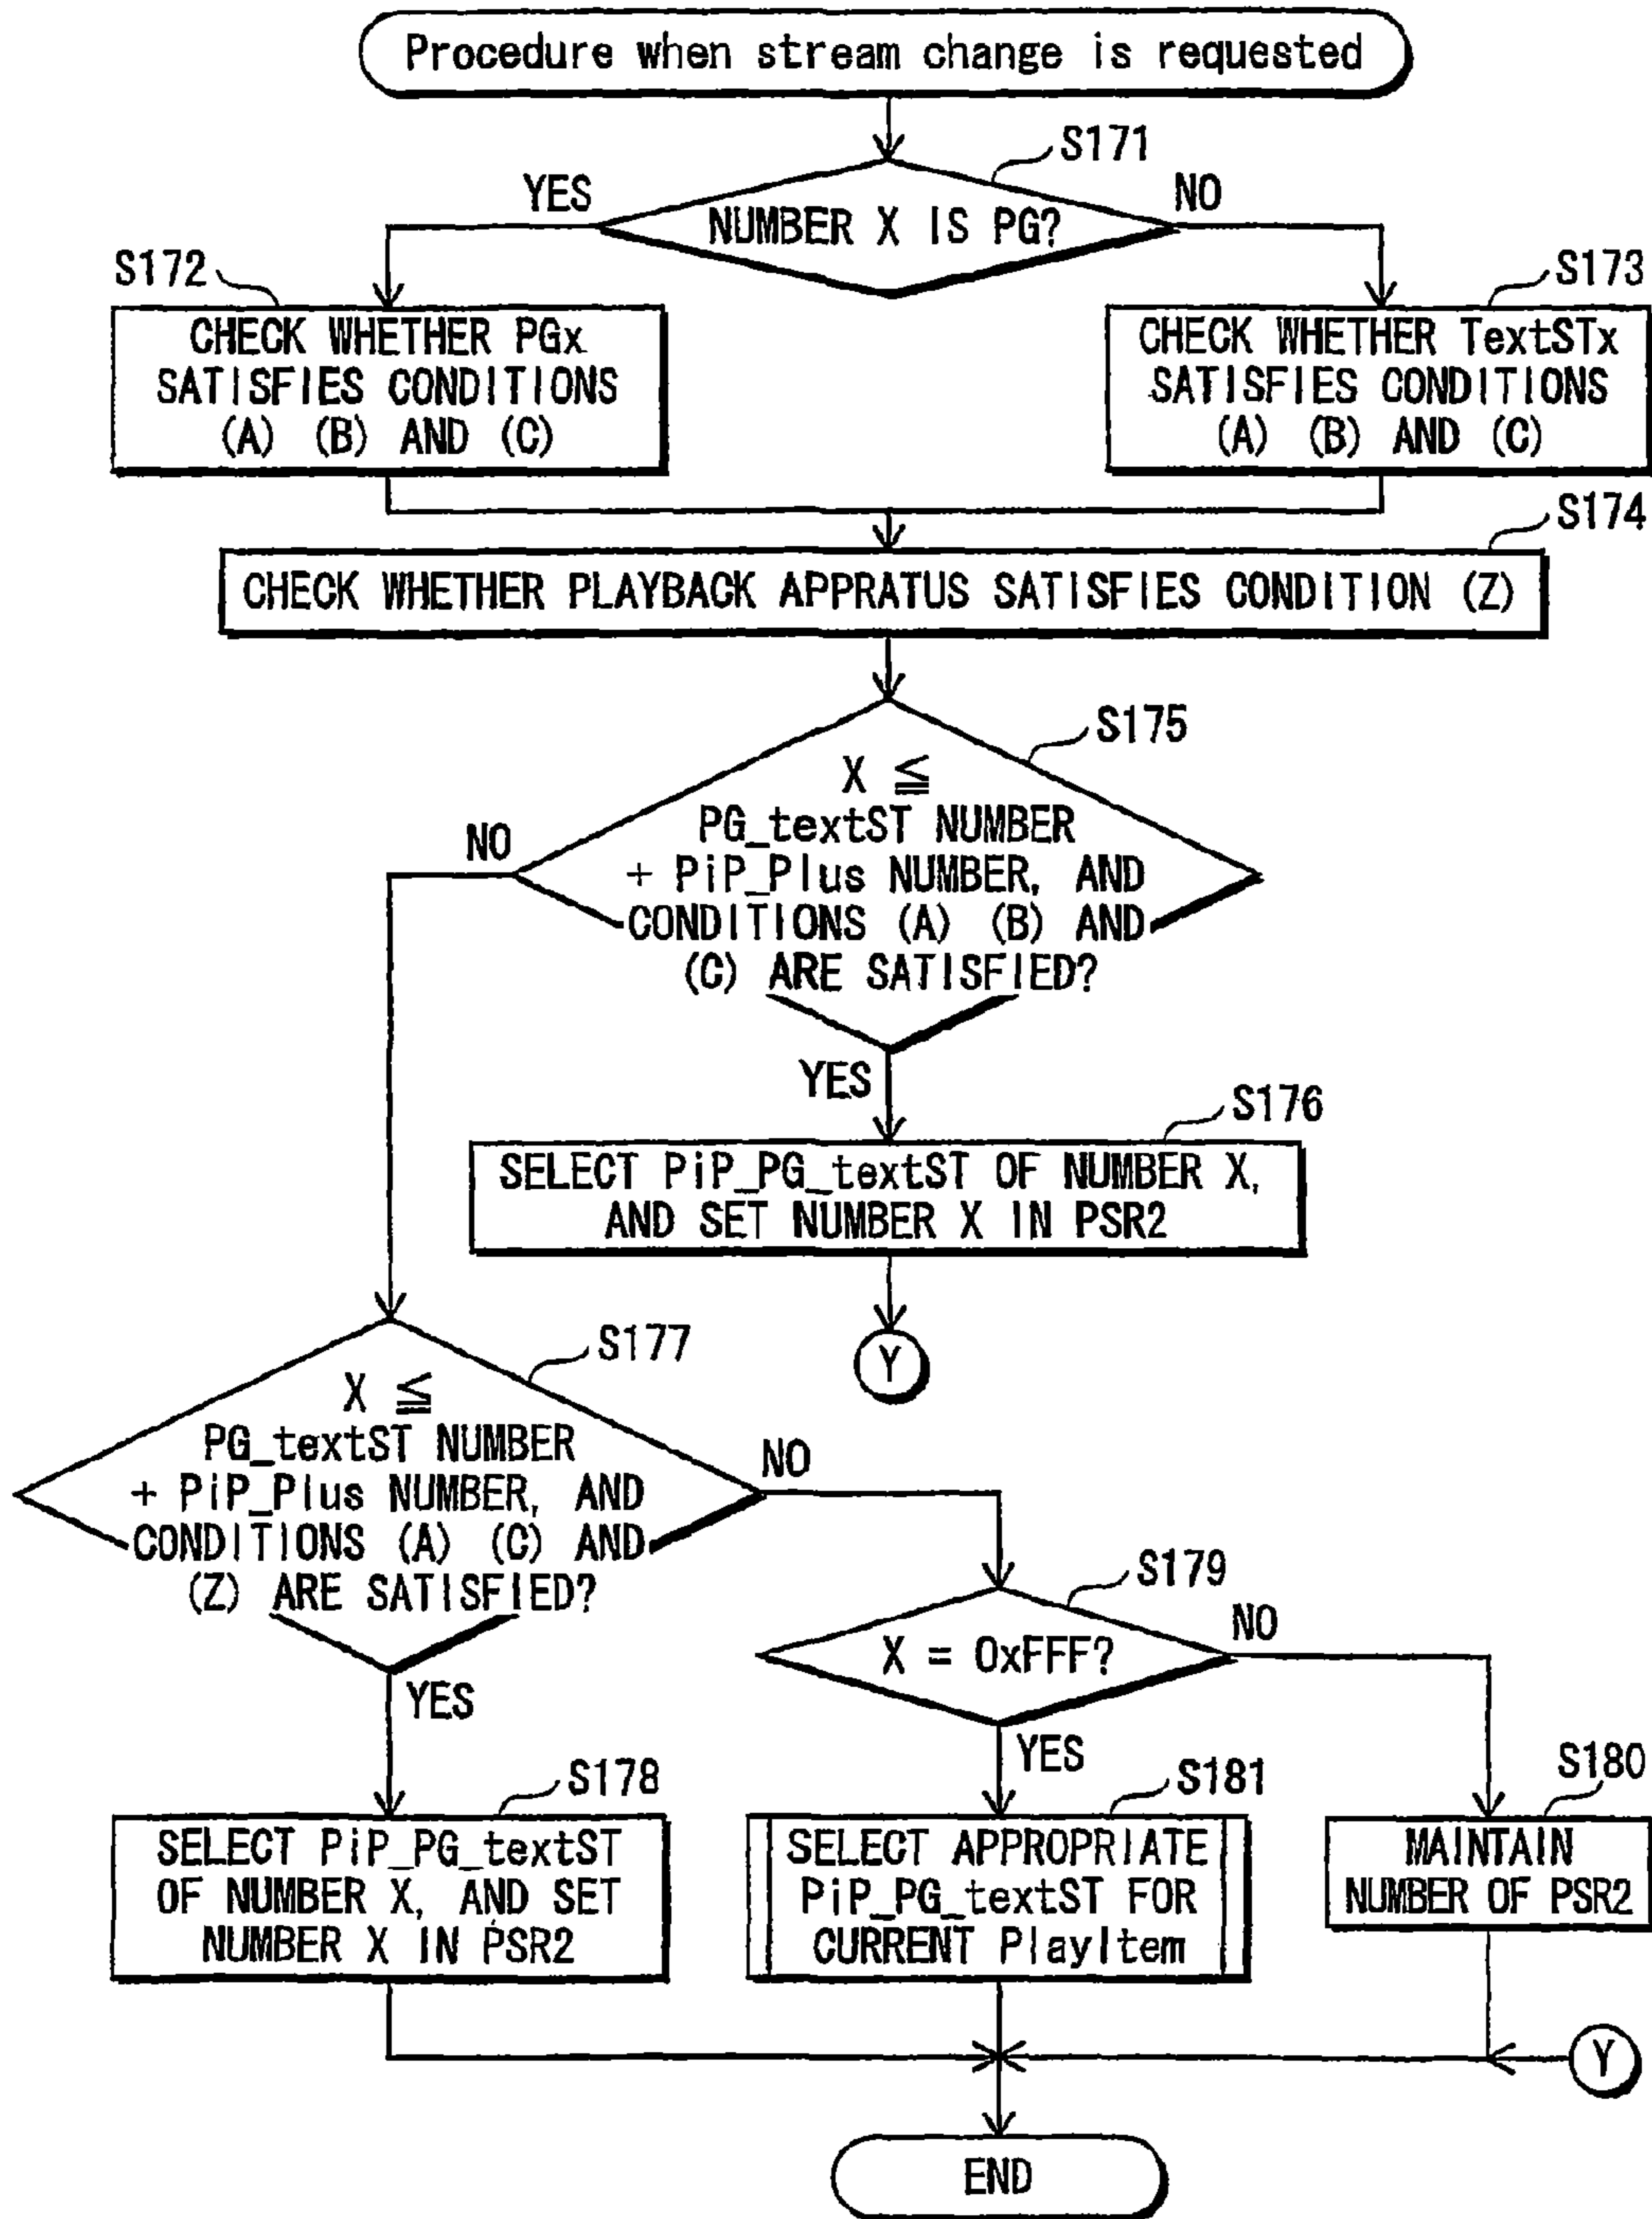 Procedure when stream change is requested
S171
YES
NO
NUMBER X IS PG?
S172
S173
CHECK WHETHER PGx
SATISFIES CONDITIONS
(A) (B) AND (C)
CHECK WHETHER TextSTx
SATISFIES CONDITIONS
(A) (B) AND (C)
S174
CHECK WHETHER PLAYBACK APPRATUS SATISFIES CONDITION (Z)
S175
X ≦
PG_textST NUMBER
+ PiP_Plus NUMBER, AND
CONDITIONS (A) (B) AND
(C) ARE SATISFIED?
NO
YES
S176
SELECT PiP_PG_textST OF NUMBER X,
AND SET NUMBER X IN PSR2
Y
S177
X ≦
PG_textST NUMBER
+ PiP_Plus NUMBER, AND
CONDITIONS (A) (C) AND
(Z) ARE SATISFIED?
NO
YES
S179
X = 0xFFF?
NO
YES
S178
SELECT PiP_PG_textST
OF NUMBER X, AND SET
NUMBER X IN PSR2
S181
SELECT APPROPRIATE
PiP_PG_textST FOR
CURRENT PlayItem
S180
MAINTAIN
NUMBER OF PSR2
Y
END